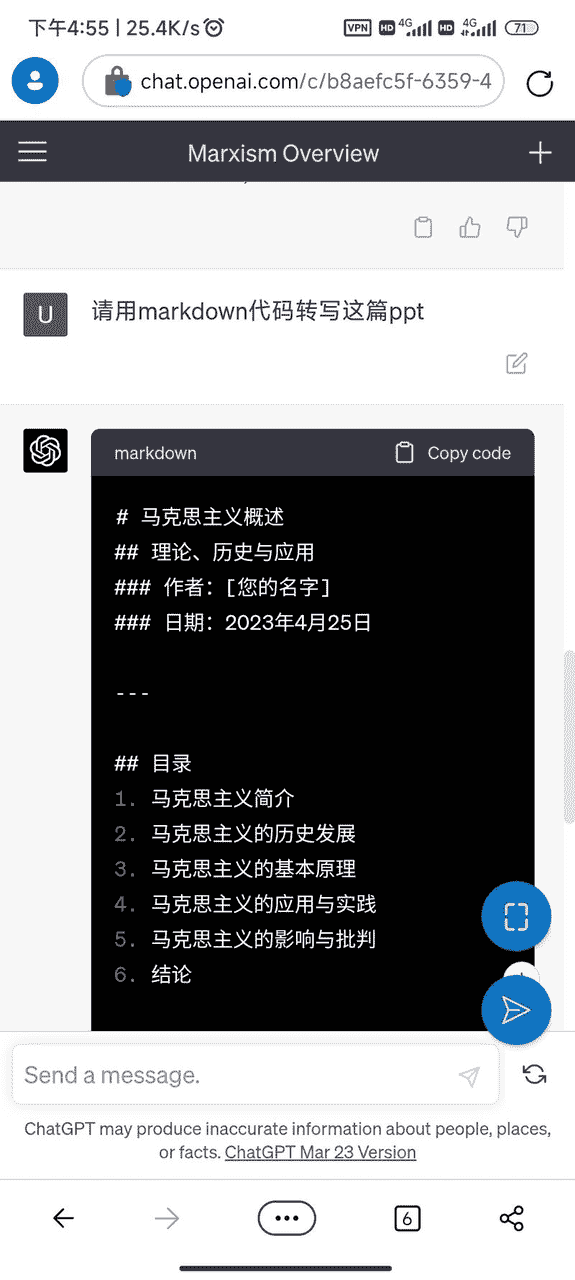 下午4:55 | 25.4K/s
VPN HD 4G HD 4G 71
chat.openai.com/c/b8aefc5f-6359-4
Marxism Overview
U 请用markdown代码转写这篇ppt
markdown Copy code
# 马克思主义概述
## 理论、历史与应用
### 作者：[您的名字]
### 日期：2023年4月25日
---
## 目录
1. 马克思主义简介
2. 马克思主义的历史发展
3. 马克思主义的基本原理
4. 马克思主义的应用与实践
5. 马克思主义的影响与批判
6. 结论
Send a message.
ChatGPT may produce inaccurate information about people, places,
or facts. ChatGPT Mar 23 Version
6